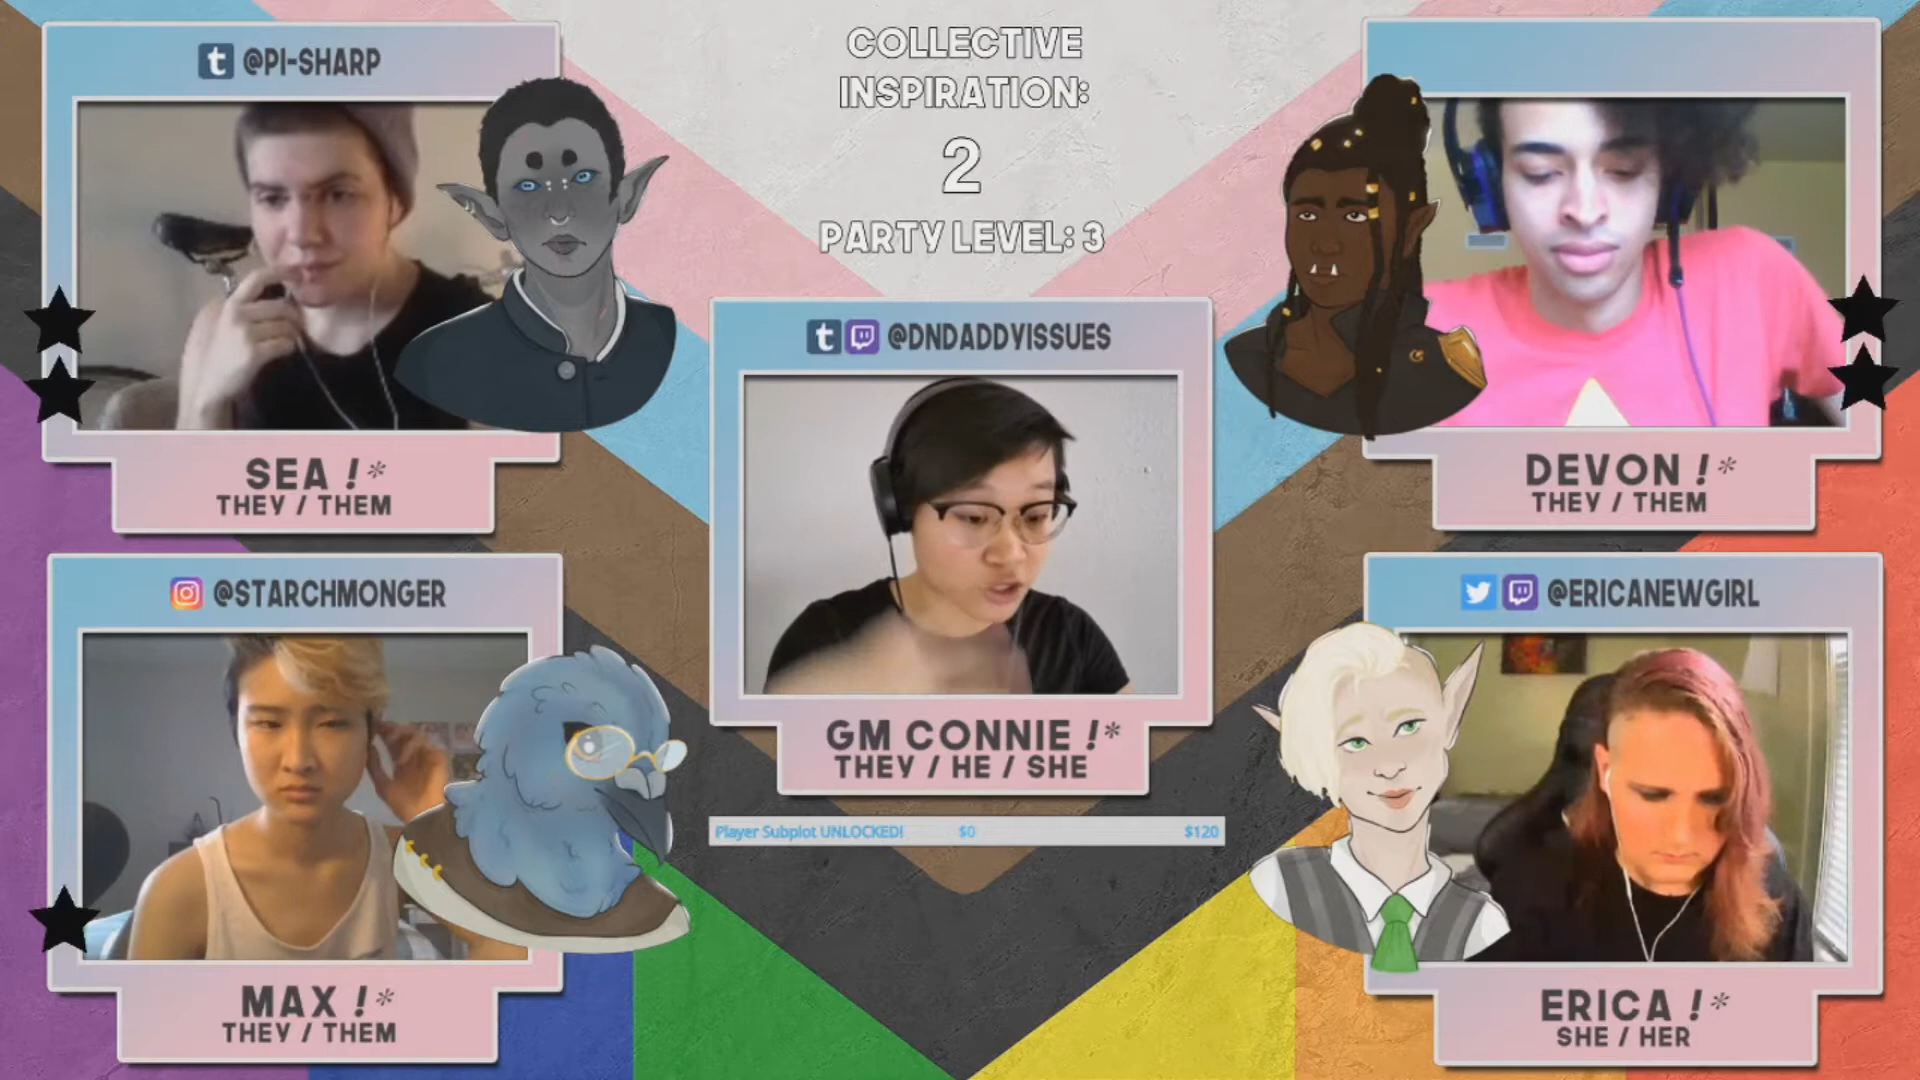 @PI-SHARP
SEA !*
THEY / THEM
COLLECTIVE
INSPIRATION:
2
PARTY LEVEL: 3
DEVON !*
THEY / THEM
@DNDADDYISSUES
GM CONNIE !*
THEY / HE / SHE
Player Subplot UNLOCKED! $0 $120
@STARCHMONGER
MAX !*
THEY / THEM
@ERICANEWGIRL
ERICA !*
SHE / HER